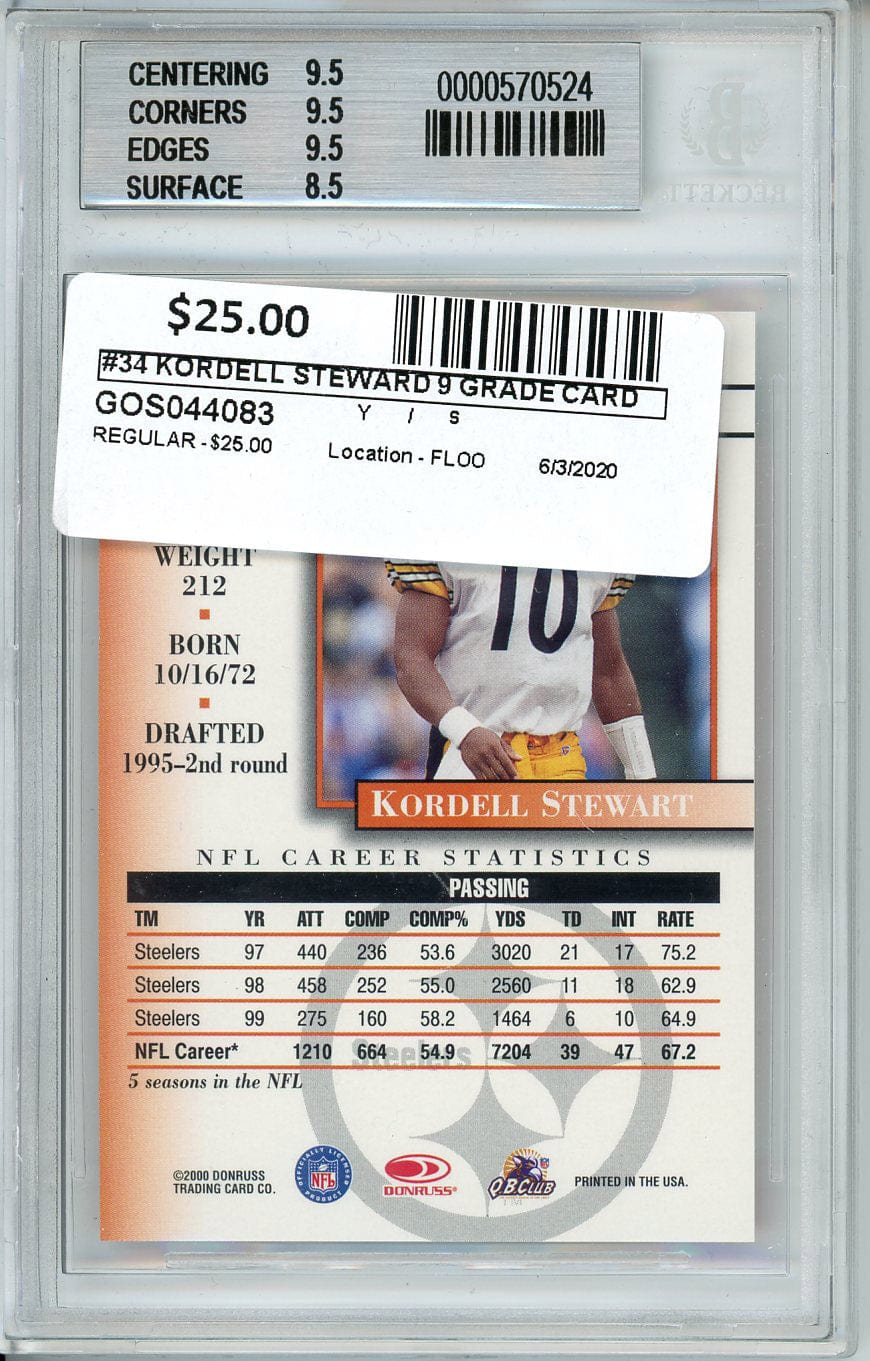 CENTERING 9.5
CORNERS 9.5
EDGES 9.5
SURFACE 8.5
0000570524
BECKETT
$25.00
#34 KORDELL STEWARD 9 GRADE CARD
GOS044083 Y / S
REGULAR - $25.00 Location - FLOO 6/3/2020
WEIGHT
212
BORN
10/16/72
DRAFTED
1995–2nd round
10
KORDELL STEWART
NFL CAREER STATISTICS
PASSING
TM YR ATT COMP COMP% YDS TD INT RATE
Steelers 97 440 236 53.6 3020 21 17 75.2
Steelers 98 458 252 55.0 2560 11 18 62.9
Steelers 99 275 160 58.2 1464 6 10 64.9
NFL Career* 1210 664 54.9 7204 39 47 67.2
Steelers
5 seasons in the NFL
©2000 DONRUSS
TRADING CARD CO.
OFFICIALLY LICENSED
NFL
PRODUCT
DONRUSS®
Q.B. CLUB
PRINTED IN THE USA.